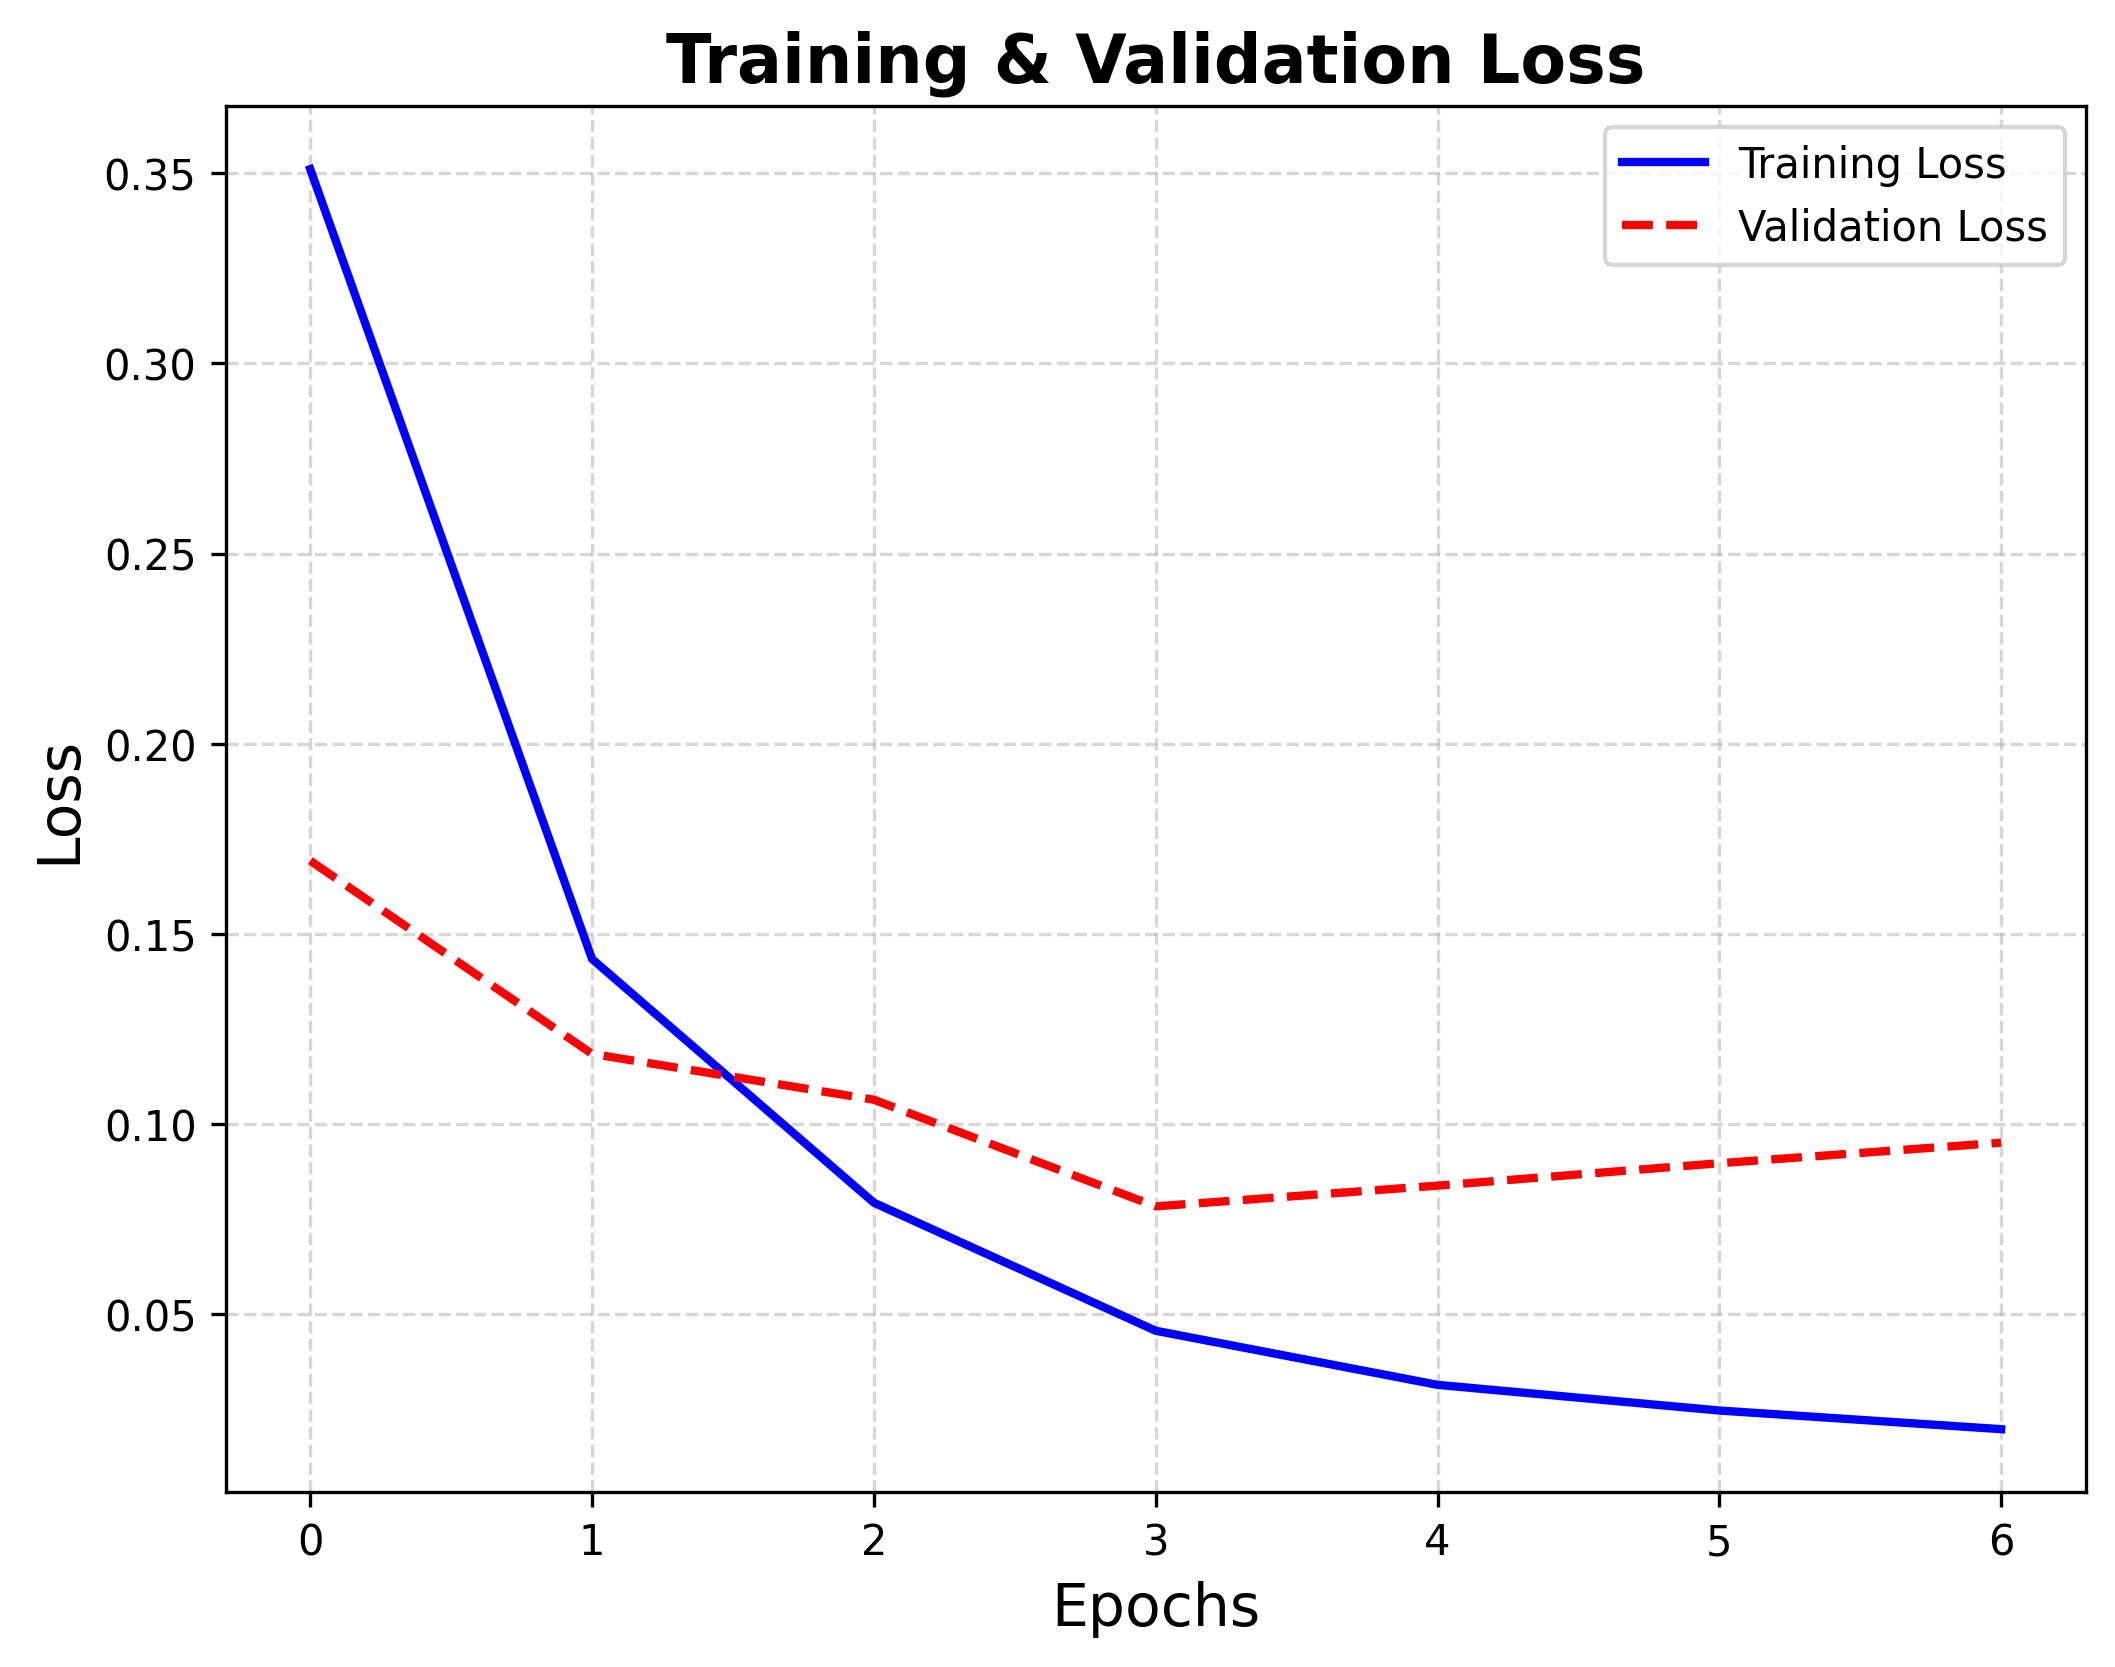 Training & Validation Loss
Training Loss
Validation Loss
0.35
0.30
0.25
0.20
0.15
0.10
0.05
Loss
0 1 2 3 4 5 6
Epochs